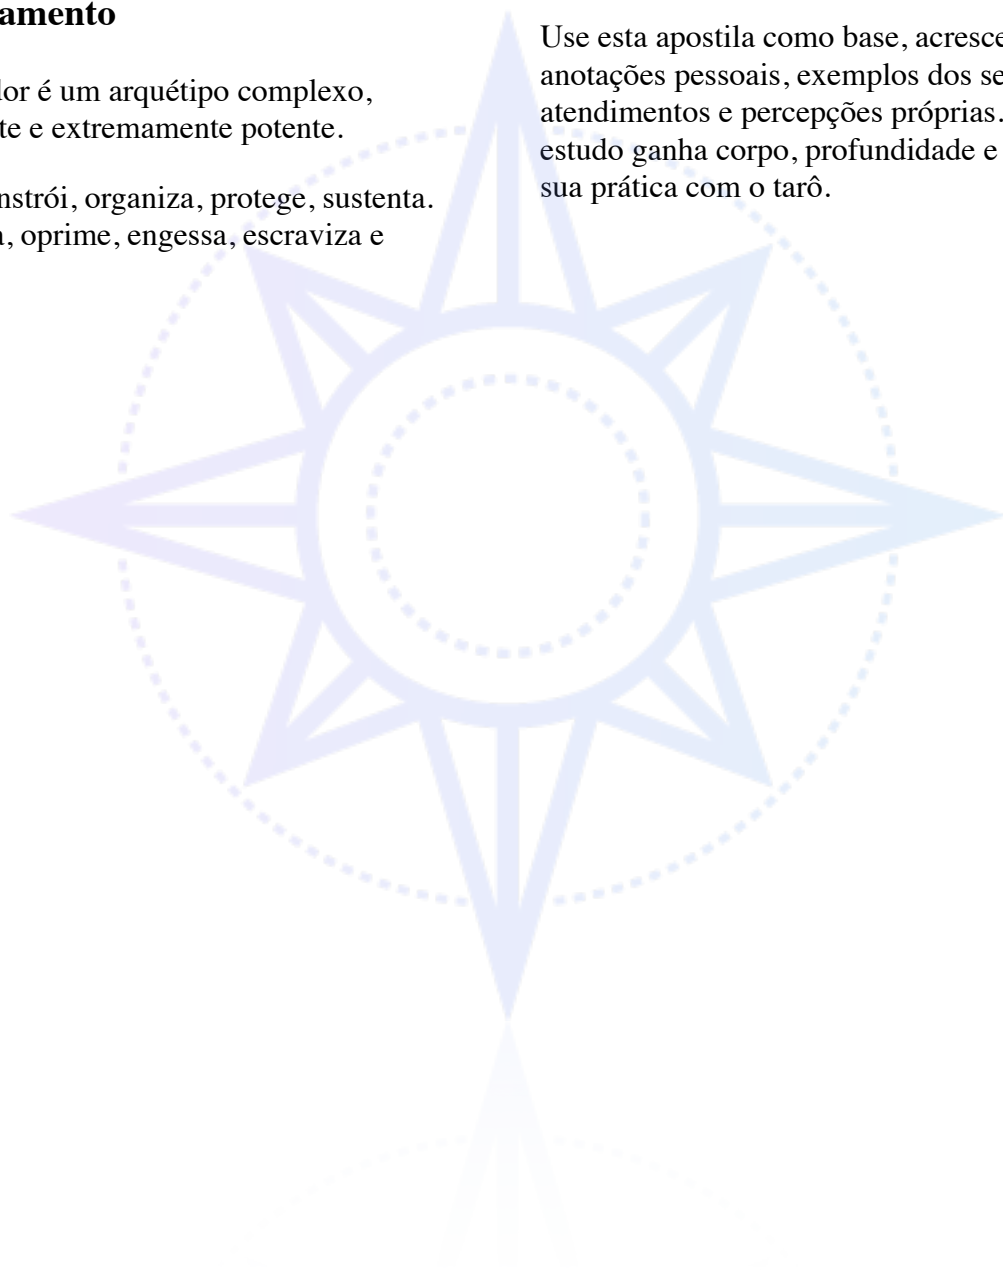 amento
lor é um arquétipo complexo,
te e extremamente potente.
nstrói, organiza, protege, sustenta.
a, oprime, engessa, escraviza e
Use esta apostila como base, acresce
anotações pessoais, exemplos dos se
atendimentos e percepções próprias.
estudo ganha corpo, profundidade e
sua prática com o tarô.